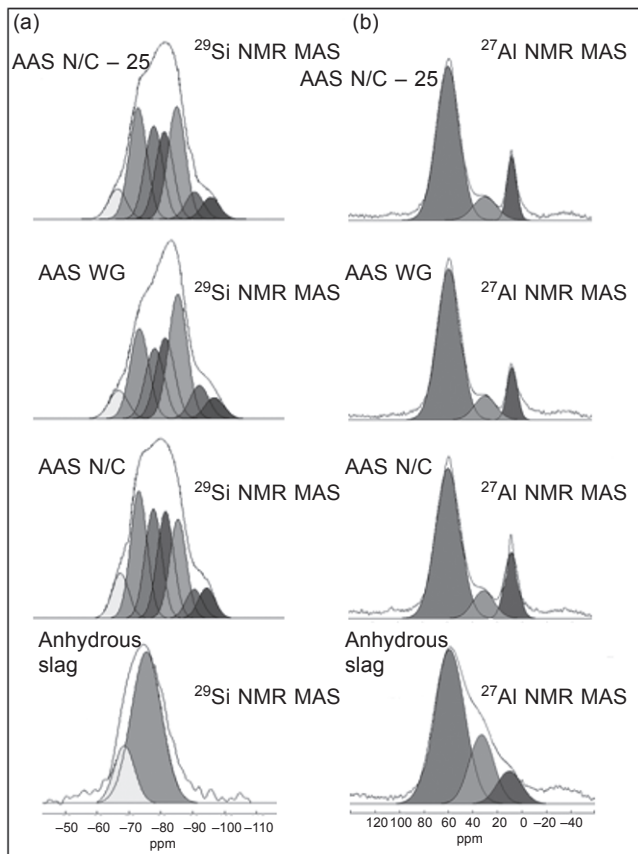 (a)
AAS N/C – 25
²⁹Si NMR MAS
AAS WG
²⁹Si NMR MAS
AAS N/C
²⁹Si NMR MAS
Anhydrous
slag
²⁹Si NMR MAS
–50 –60 –70 –80 –90 –100 –110
ppm
(b)
²⁷Al NMR MAS
AAS N/C – 25
AAS WG
²⁷Al NMR MAS
AAS N/C
²⁷Al NMR MAS
Anhydrous
slag
²⁷Al NMR MAS
120 100 80 60 40 20 0 –20 –40
ppm